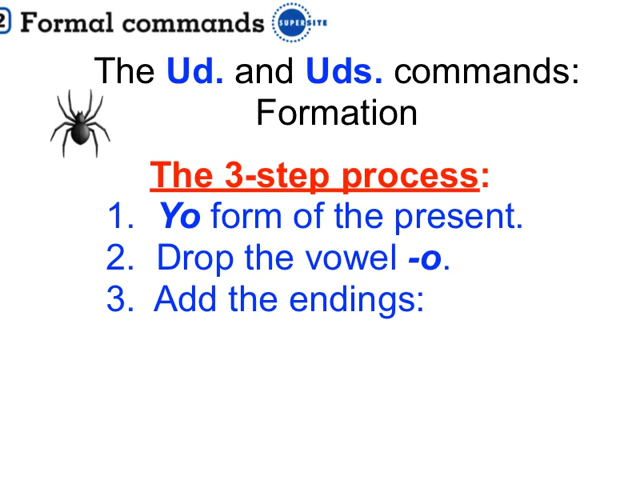 2 Formal commands SUPERSITE
The Ud. and Uds. commands:
Formation
The 3-step process:
1. Yo form of the present.
2. Drop the vowel -o.
3. Add the endings: